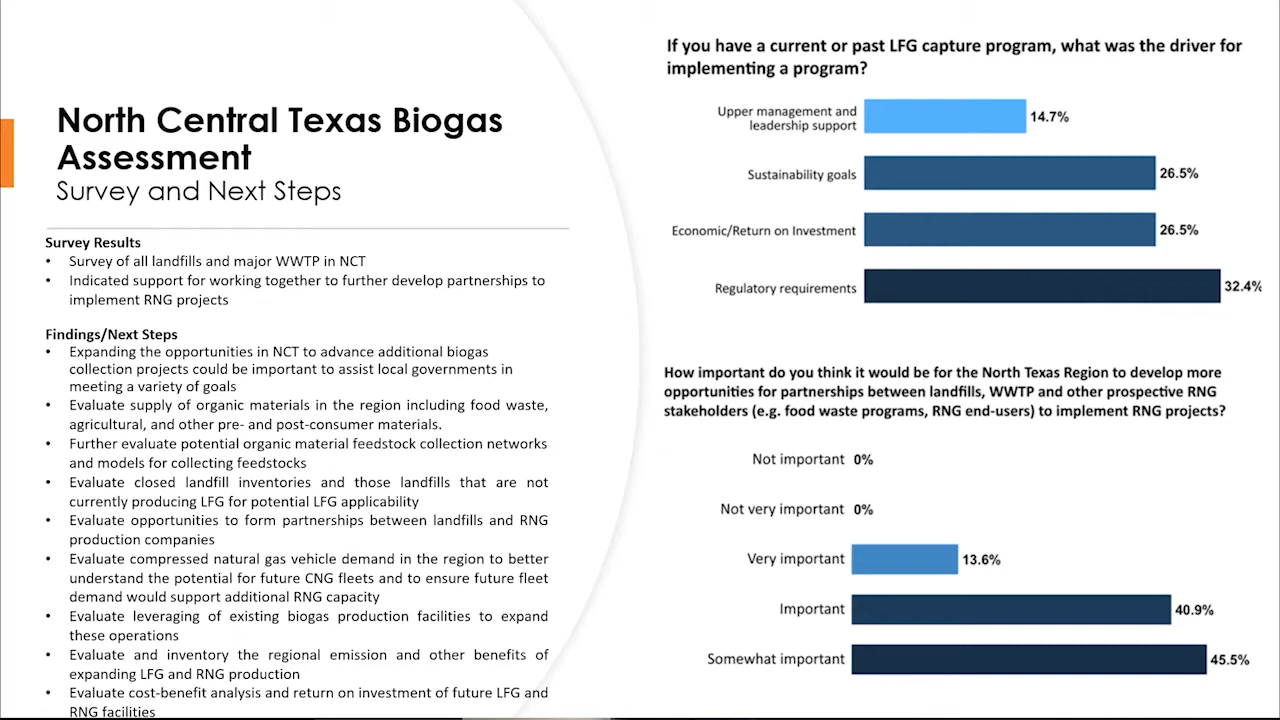 North Central Texas Biogas
Assessment
Survey and Next Steps
Survey Results
• Survey of all landfills and major WWTP in NCT
• Indicated support for working together to further develop partnerships to
implement RNG projects
Findings/Next Steps
• Expanding the opportunities in NCT to advance additional biogas
collection projects could be important to assist local governments in
meeting a variety of goals
• Evaluate supply of organic materials in the region including food waste,
agricultural, and other pre- and post-consumer materials.
• Further evaluate potential organic material feedstock collection networks
and models for collecting feedstocks
• Evaluate closed landfill inventories and those landfills that are not
currently producing LFG for potential LFG applicability
• Evaluate opportunities to form partnerships between landfills and RNG
production companies
• Evaluate compressed natural gas vehicle demand in the region to better
understand the potential for future CNG fleets and to ensure future fleet
demand would support additional RNG capacity
• Evaluate leveraging of existing biogas production facilities to expand
these operations
• Evaluate and inventory the regional emission and other benefits of
expanding LFG and RNG production
• Evaluate cost-benefit analysis and return on investment of future LFG and
RNG facilities
If you have a current or past LFG capture program, what was the driver for
implementing a program?
Upper management and
leadership support 14.7%
Sustainability goals 26.5%
Economic/Return on Investment 26.5%
Regulatory requirements 32.4%
How important do you think it would be for the North Texas Region to develop more
opportunities for partnerships between landfills, WWTP and other prospective RNG
stakeholders (e.g. food waste programs, RNG end-users) to implement RNG projects?
Not important 0%
Not very important 0%
Very important 13.6%
Important 40.9%
Somewhat important 45.5%